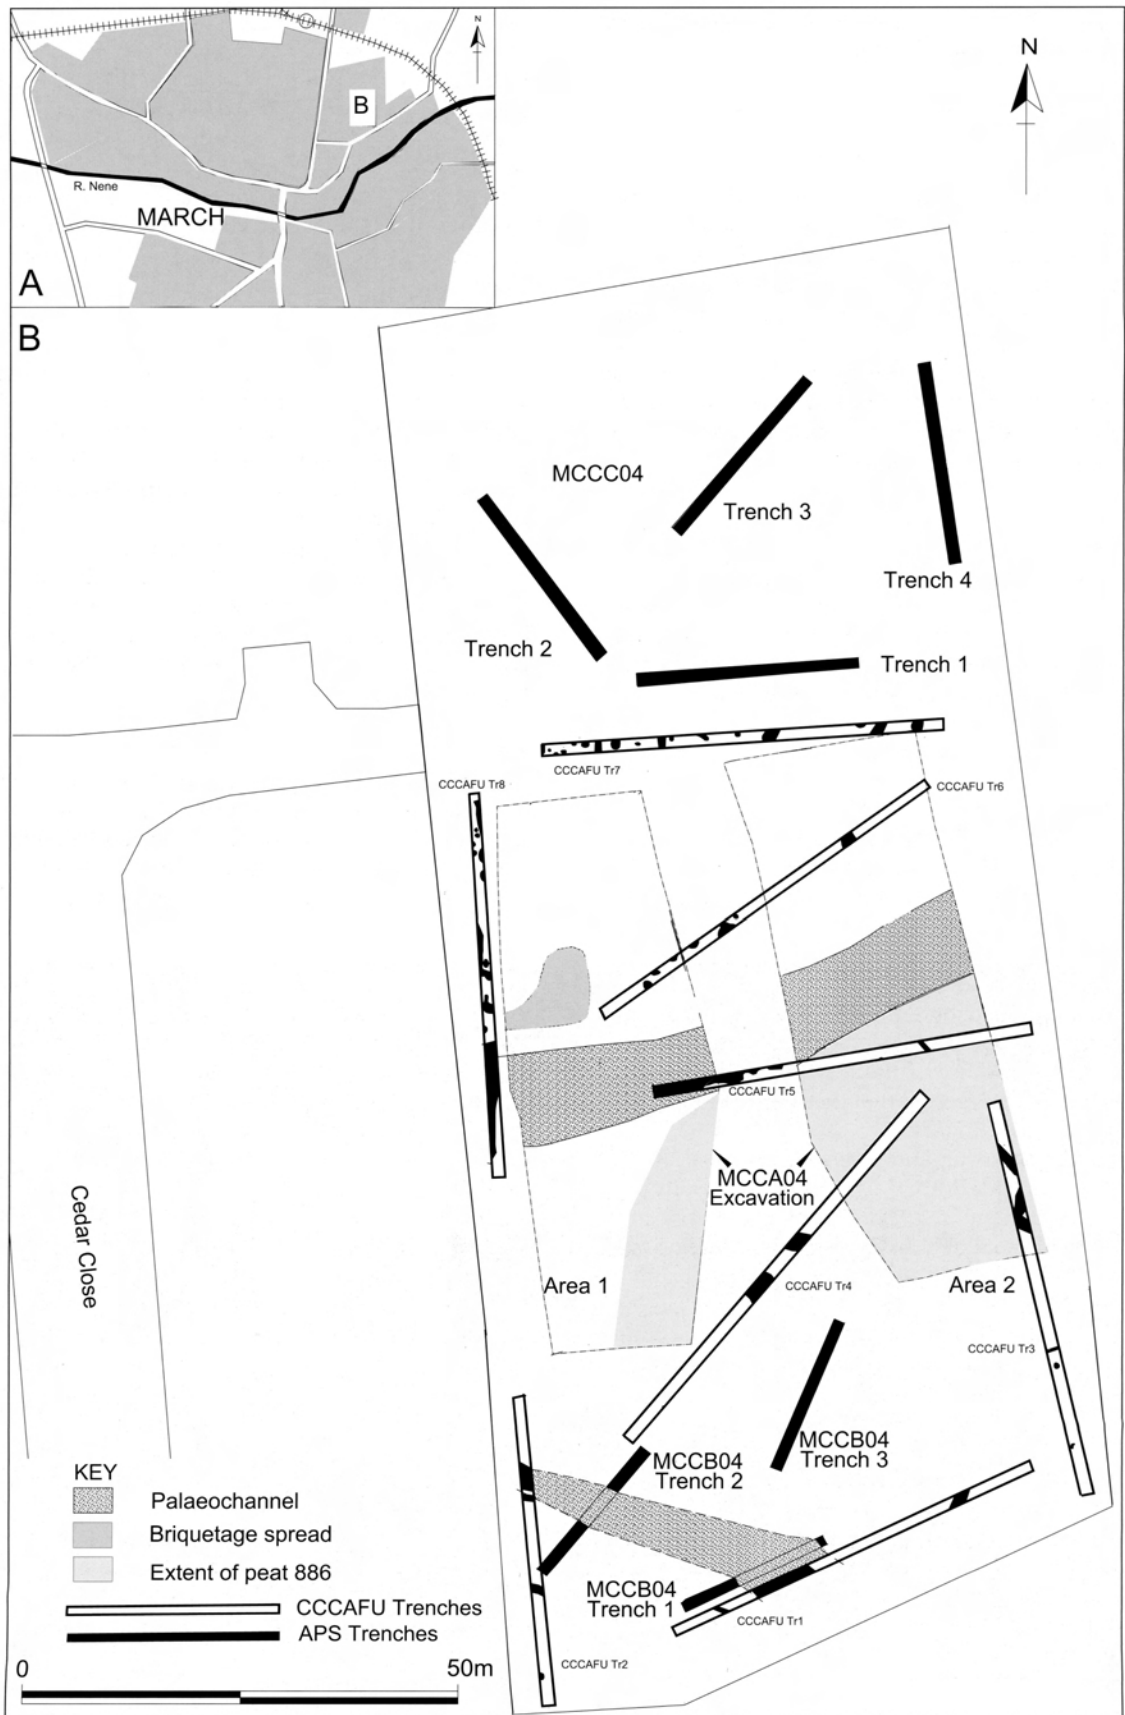 N
B
R. Nene
MARCH
A
N
B
MCCC04
Trench 3
Trench 4
Trench 2
Trench 1
CCCAFU Tr7
CCCAFU Tr8
CCCAFU Tr6
CCCAFU Tr5
MCCA04
Excavation
Cedar Close
Area 1
CCCAFU Tr4
Area 2
CCCAFU Tr3
MCCB04
Trench 3
MCCB04
Trench 2
KEY
Palaeochannel
Briquetage spread
Extent of peat 886
CCCAFU Trenches
APS Trenches
MCCB04
Trench 1
CCCAFU Tr1
CCCAFU Tr2
0
50m